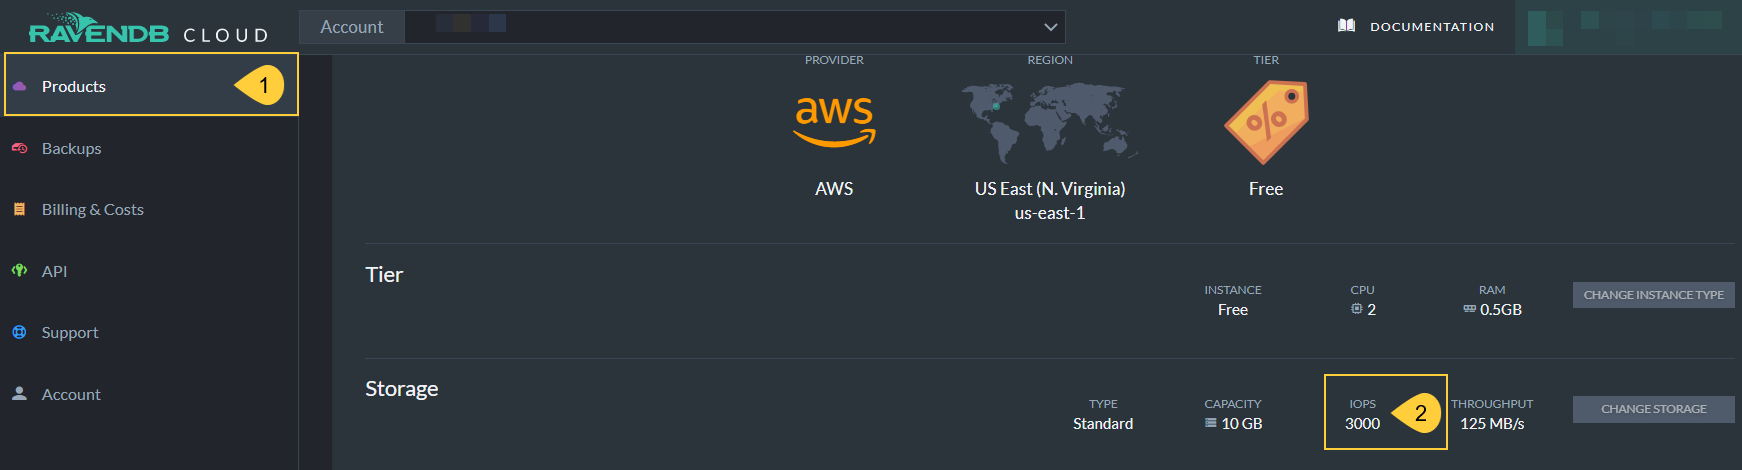 RAVENDB CLOUD
Account
DOCUMENTATION
Products
1
Backups
Billing & Costs
API
Support
Account
PROVIDER
REGION
TIER
aws
%
AWS
US East (N. Virginia)
us-east-1
Free
Tier
INSTANCE
Free
CPU
2
RAM
0.5GB
CHANGE INSTANCE TYPE
Storage
TYPE
Standard
CAPACITY
10 GB
IOPS
3000
2
THROUGHPUT
125 MB/s
CHANGE STORAGE